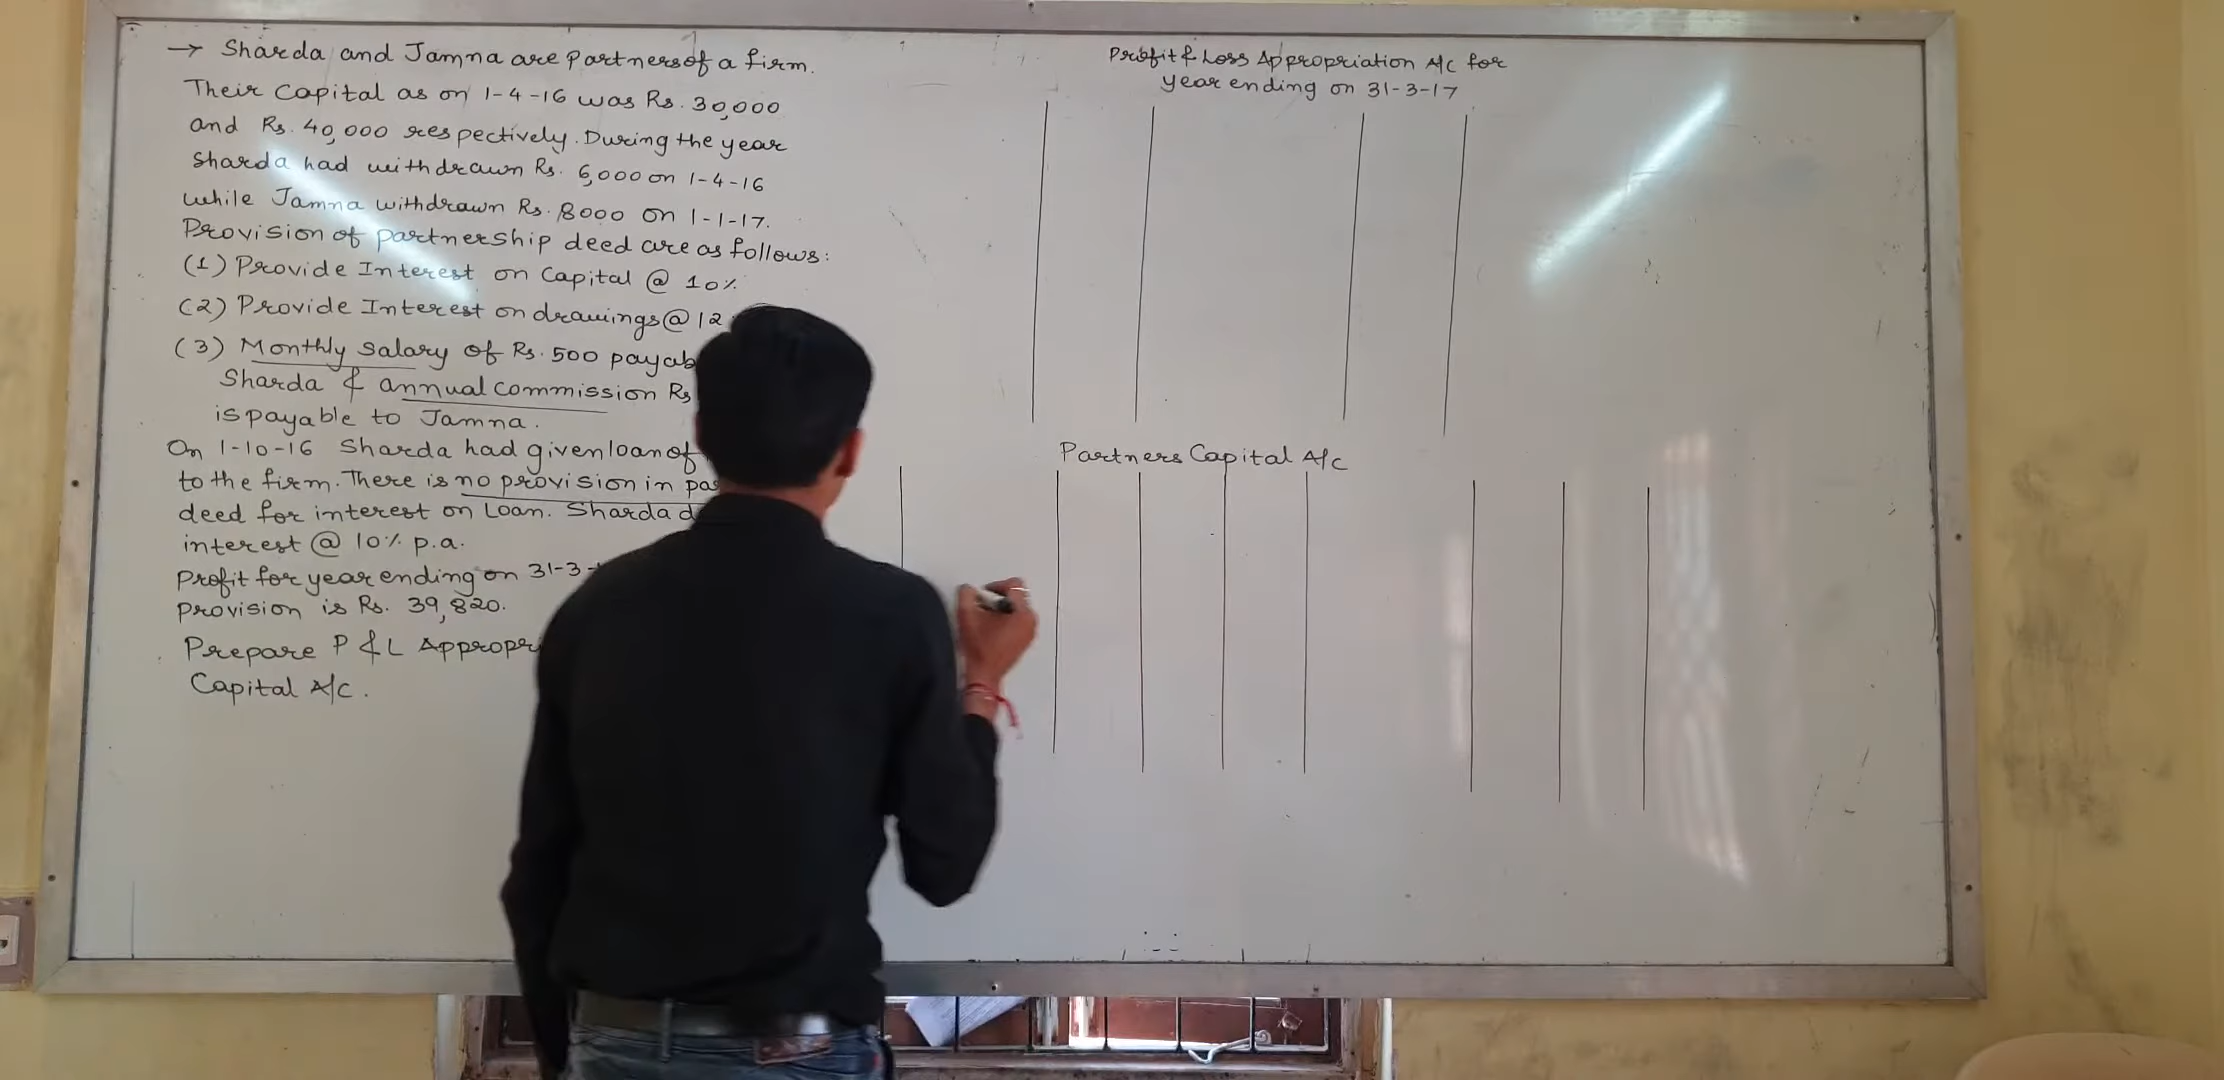 → Sharda and Jamna are partners of a firm.
Their Capital as on 1-4-16 was Rs. 30,000
and Rs. 40,000 respectively. During the year
Sharda had withdrawn Rs. 6,000 on 1-4-16
while Jamna withdrawn Rs. 8000 on 1-1-17.
Provision of partnership deed are as follows:
(1) Provide Interest on Capital @ 10%
(2) Provide Interest on drawings @ 12
(3) Monthly salary of Rs. 500 payab
Sharda & annual commission Rs
is payable to Jamna.
On 1-10-16 Sharda had given loan of
to the firm. There is no provision in pa
deed for interest on Loan. Sharda d
interest @ 10% p.a.
Profit for year ending on 31-3-
provision is Rs. 39,820.
Prepare P & L Appropri
Capital A/C.
Profit & Loss Appropriation A/C for
year ending on 31-3-17
Partners Capital A/C